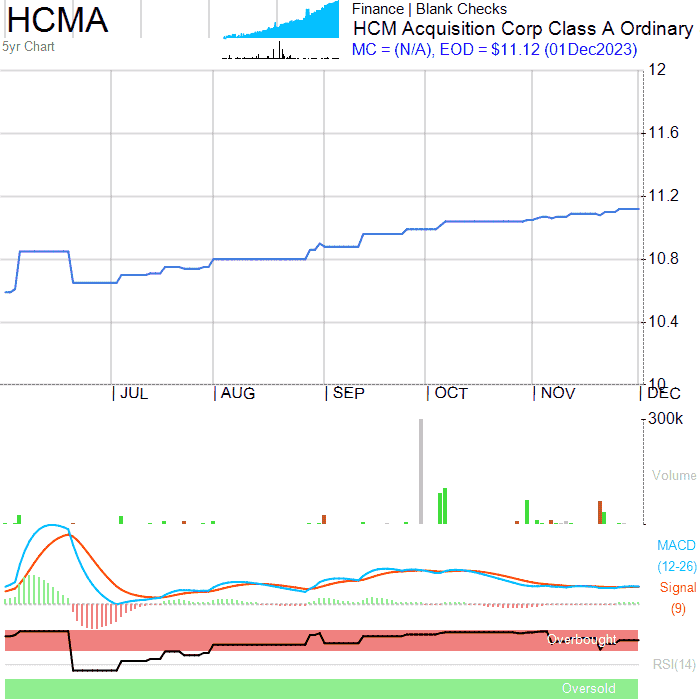 HCMA
5yr Chart
Finance | Blank Checks
HCM Acquisition Corp Class A Ordinary
MC = (N/A), EOD = $11.12 (01Dec2023)
12
11.6
11.2
10.8
10.4
10
| JUL | AUG | SEP | OCT | NOV | DEC
300k
Volume
MACD
(12-26)
Signal
(9)
Overbought
RSI(14)
Oversold